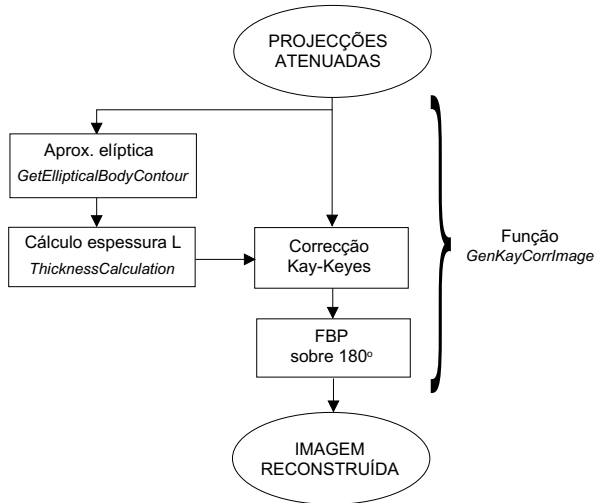 PROJECÇÕES
ATENUADAS
Aprox. elíptica
GetEllipticalBodyContour
Cálculo espessura L
ThicknessCalculation
Correcção
Kay-Keyes
Função
GenKayCorrImage
FBP
sobre 180º
IMAGEM
RECONSTRUÍDA